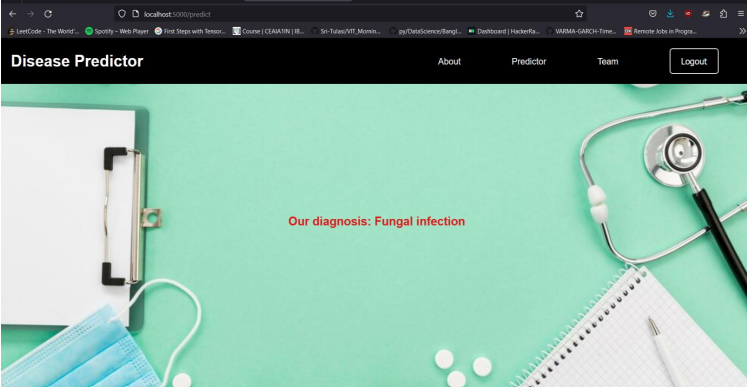 localhost:5000/predict
LeetCode - The World'... Spotify – Web Player First Steps with Tensor... Course | CEAIA1IN | IB... Sri-Tulasi/VIT_Mornin... py/DataScience/Bangl... Dashboard | HackerRa... VARMA-GARCH-Time... Remote Jobs in Progra...
Disease Predictor About Predictor Team Logout
Our diagnosis: Fungal infection